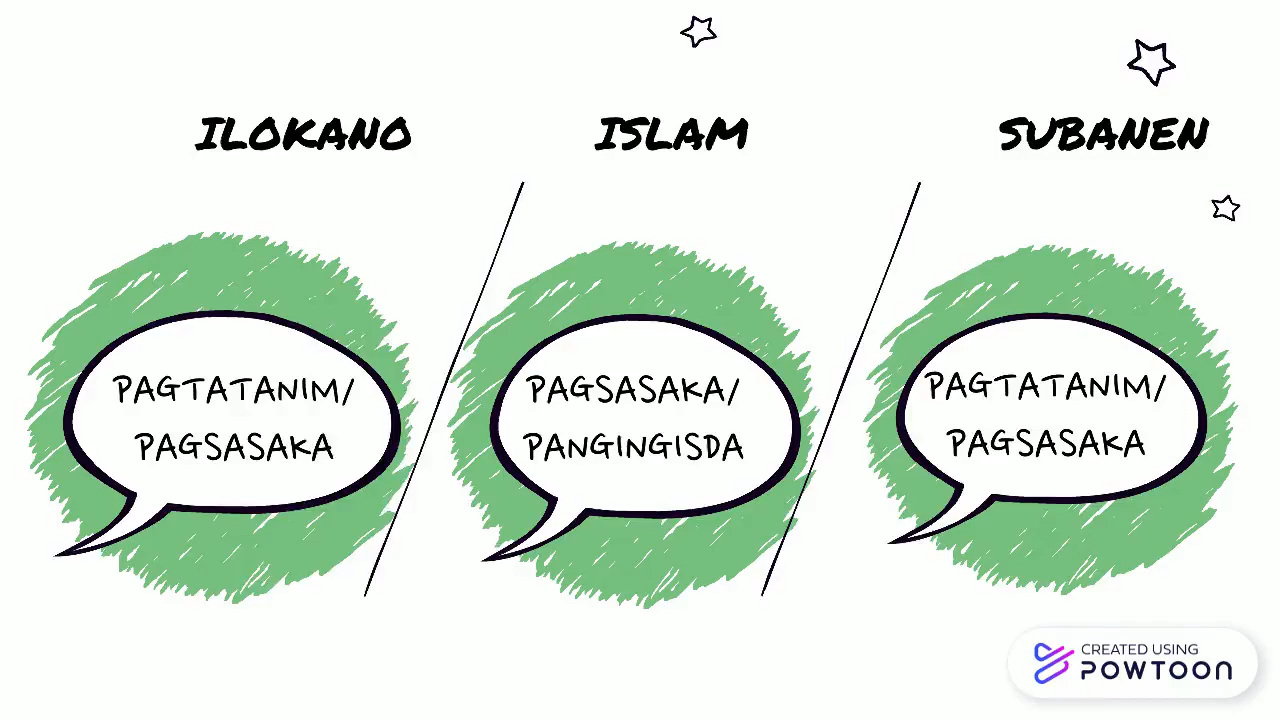 ILOKANO
ISLAM
SUBANEN
PAGTATANIM/
PAGSASAKA
PAGSASAKA/
PANGINGISDA
PAGTATANIM/
PAGSASAKA
CREATED USING
POWTOON